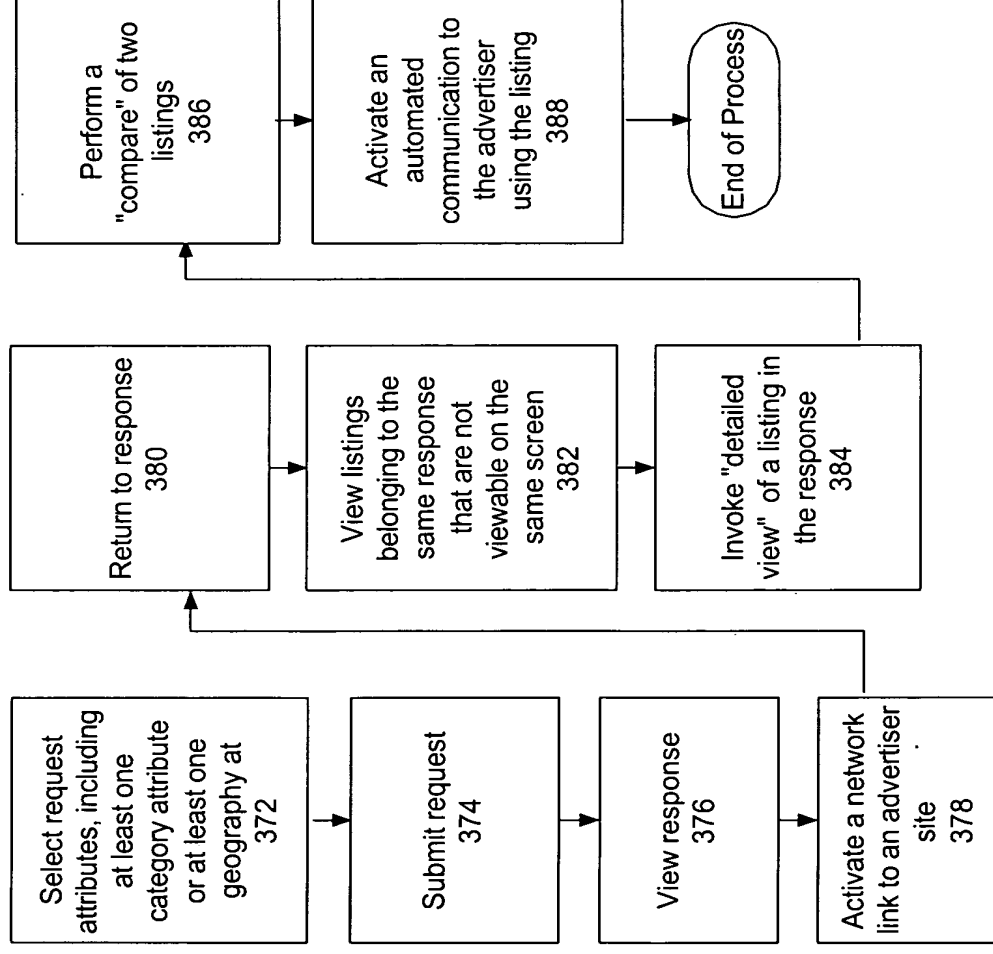 Select request
attributes, including
at least one
category attribute
or at least one
geography at
372
Submit request
374
View response
376
Activate a network
link to an advertiser
site
378
Return to response
380
View listings
belonging to the
same response
that are not
viewable on the
same screen
382
Invoke "detailed
view" of a listing in
the response
384
Perform a
"compare" of two
listings
386
Activate an
automated
communication to
the advertiser
using the listing
388
End of Process